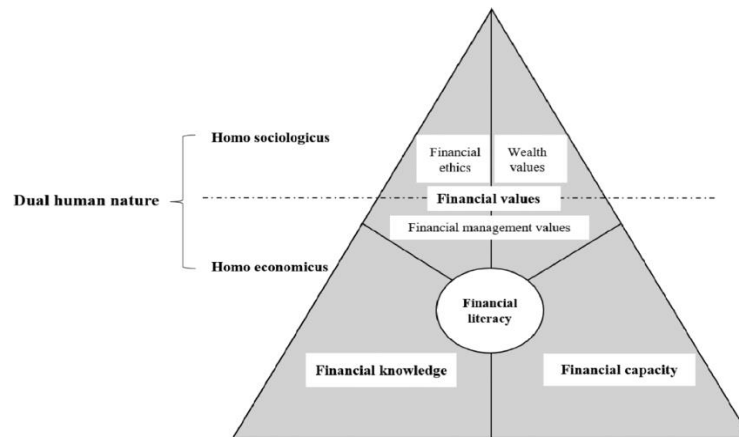 Homo sociologicus
Financial
ethics
Wealth
values
Dual human nature
Financial values
Financial management values
Homo economicus
Financial
literacy
Financial knowledge
Financial capacity